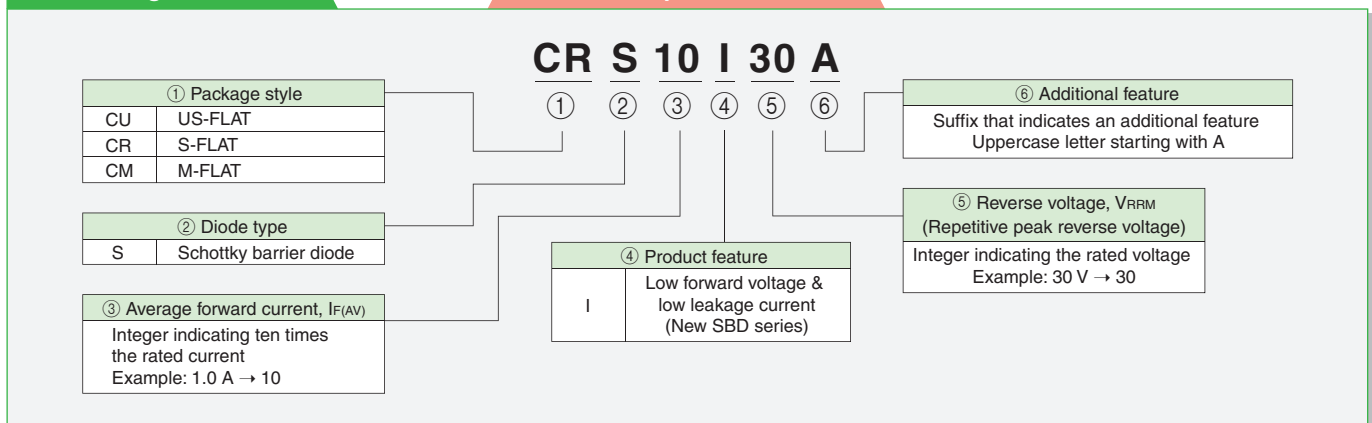 CR S 10 I 30 A
① ② ③ ④ ⑤ ⑥
① Package style
CU US-FLAT
CR S-FLAT
CM M-FLAT
② Diode type
S Schottky barrier diode
③ Average forward current, IF(AV)
Integer indicating ten times
the rated current
Example: 1.0 A → 10
④ Product feature
I
Low forward voltage &
low leakage current
(New SBD series)
⑥ Additional feature
Suffix that indicates an additional feature
Uppercase letter starting with A
⑤ Reverse voltage, VRRM
(Repetitive peak reverse voltage)
Integer indicating the rated voltage
Example: 30 V → 30